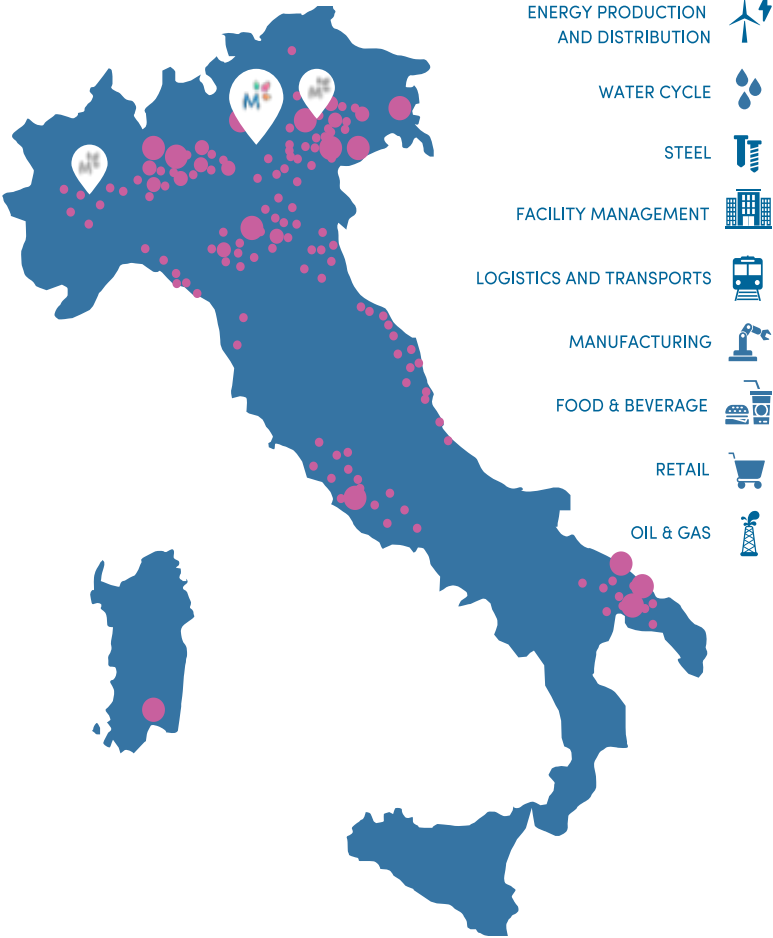 ENERGY PRODUCTION
AND DISTRIBUTION
WATER CYCLE
STEEL
FACILITY MANAGEMENT
LOGISTICS AND TRANSPORTS
MANUFACTURING
FOOD & BEVERAGE
RETAIL
OIL & GAS